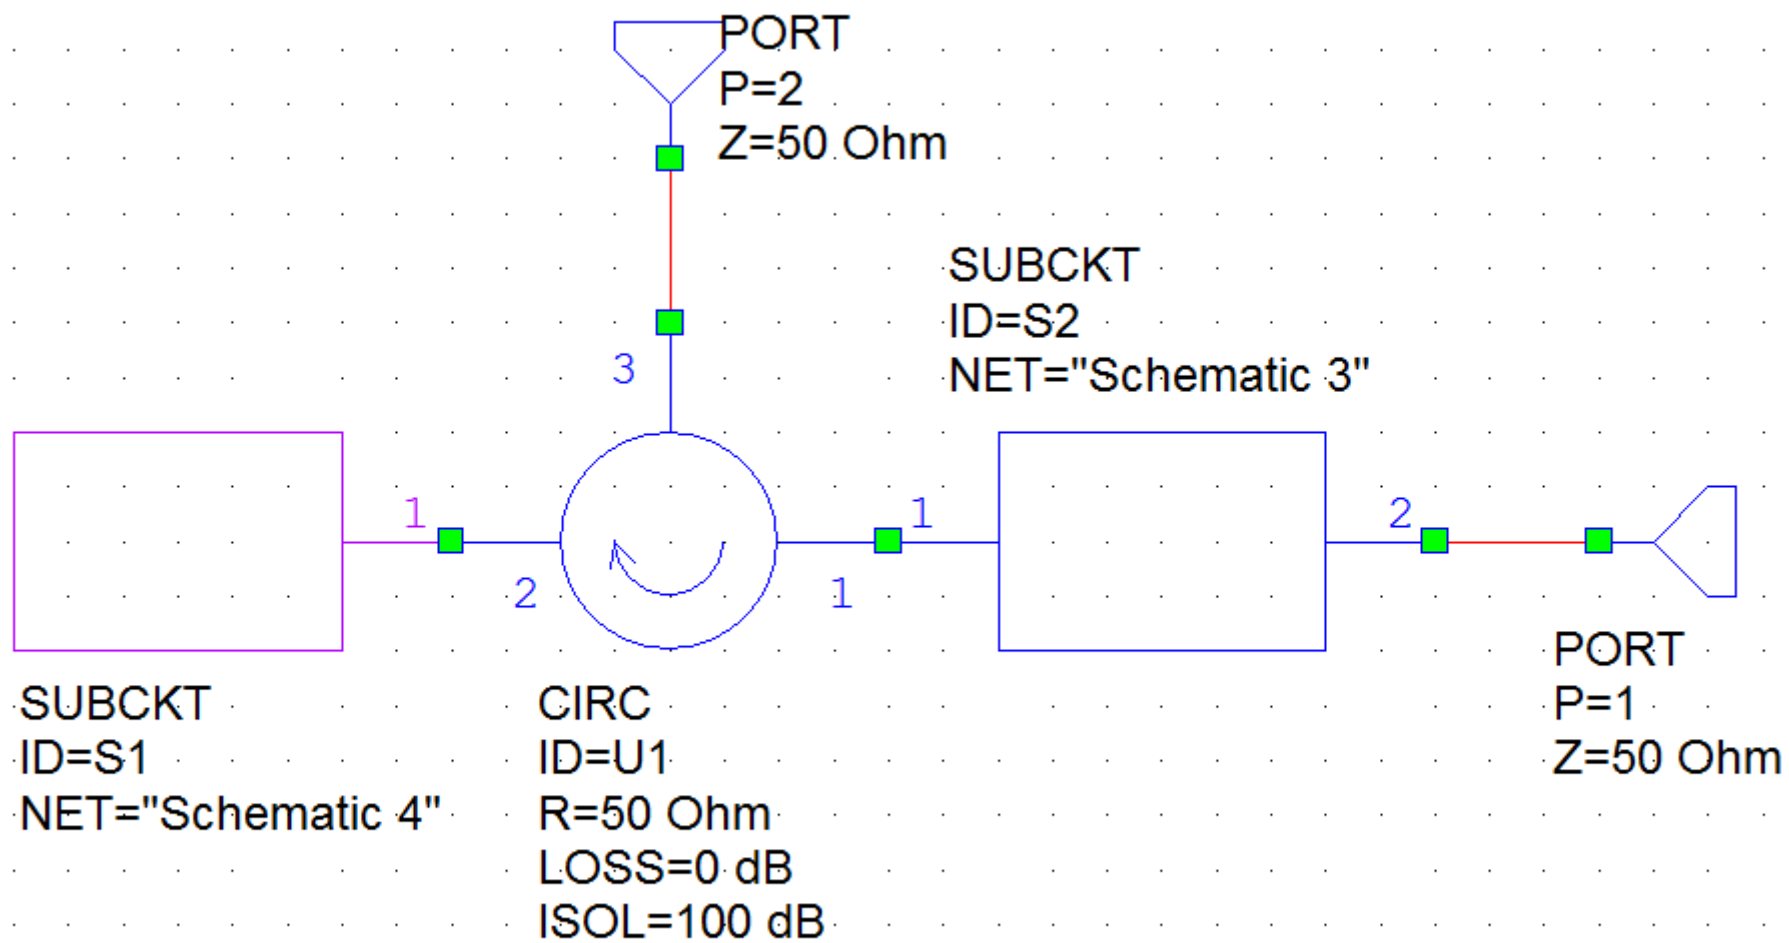 PORT
P=2
Z=50 Ohm
3
SUBCKT
ID=S2
NET="Schematic 3"
1
2
1
1
2
SUBCKT
ID=S1
NET="Schematic 4"
CIRC
ID=U1
R=50 Ohm
LOSS=0 dB
ISOL=100 dB
PORT
P=1
Z=50 Ohm